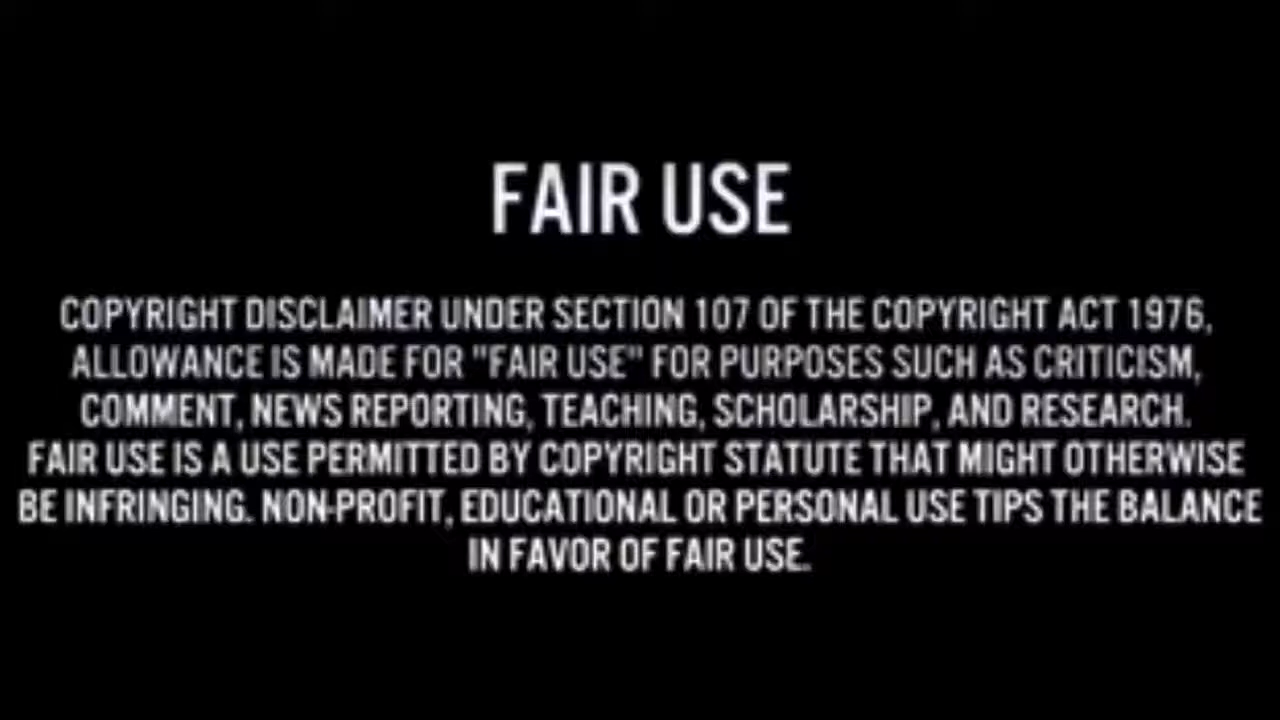 FAIR USE
COPYRIGHT DISCLAIMER UNDER SECTION 107 OF THE COPYRIGHT ACT 1976,
ALLOWANCE IS MADE FOR "FAIR USE" FOR PURPOSES SUCH AS CRITICISM,
COMMENT, NEWS REPORTING, TEACHING, SCHOLARSHIP, AND RESEARCH.
FAIR USE IS A USE PERMITTED BY COPYRIGHT STATUTE THAT MIGHT OTHERWISE
BE INFRINGING. NON-PROFIT, EDUCATIONAL OR PERSONAL USE TIPS THE BALANCE
IN FAVOR OF FAIR USE.